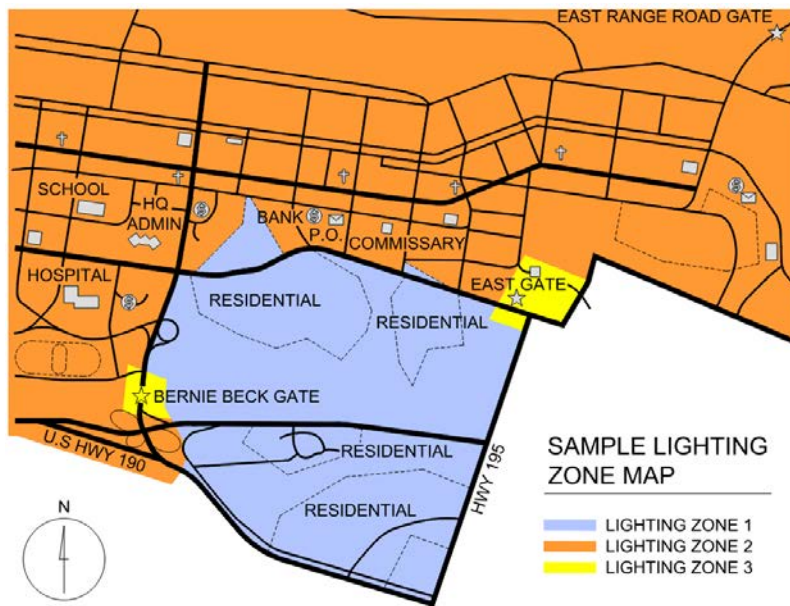 EAST RANGE ROAD GATE
SCHOOL
HQ
ADMIN
BANK
P.O.
COMMISSARY
HOSPITAL
EAST GATE
RESIDENTIAL
RESIDENTIAL
BERNIE BECK GATE
U.S HWY 190
RESIDENTIAL
RESIDENTIAL
HWY 195
SAMPLE LIGHTING
ZONE MAP
N
LIGHTING ZONE 1
LIGHTING ZONE 2
LIGHTING ZONE 3